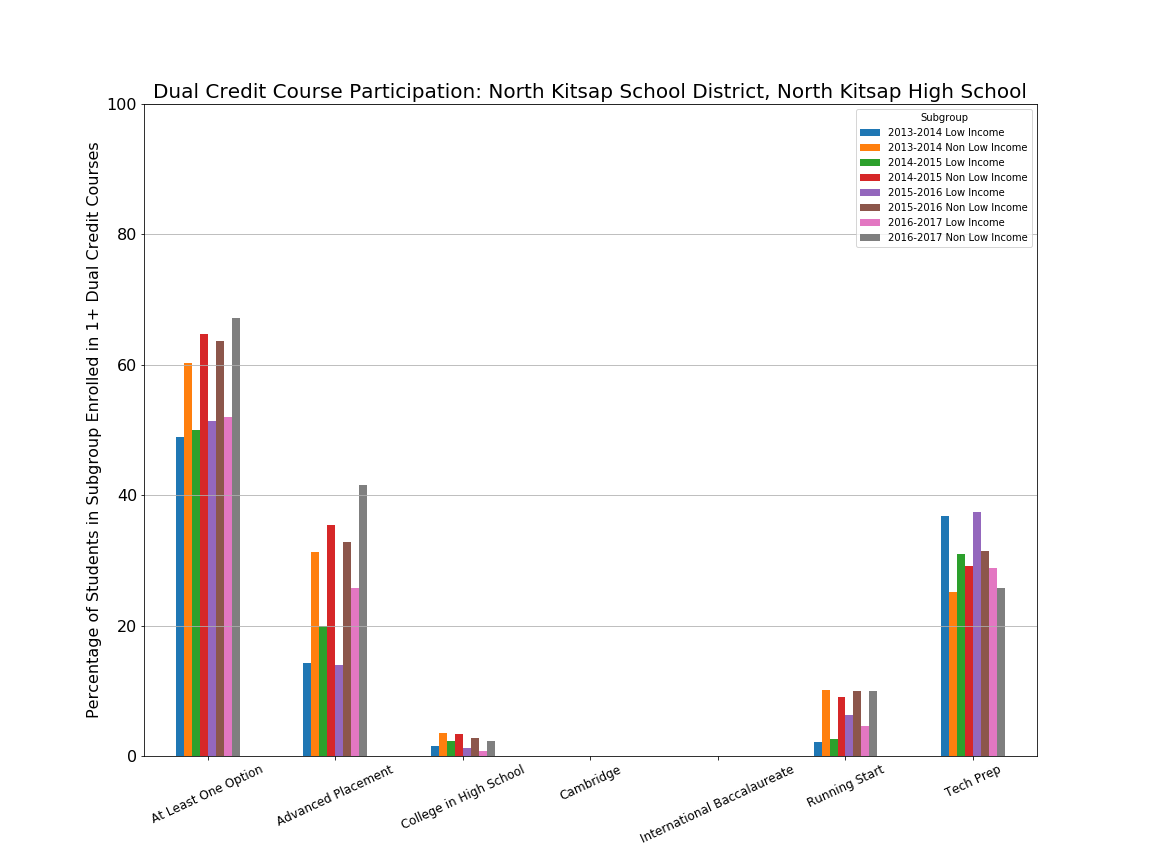 Dual Credit Course Participation: North Kitsap School District, North Kitsap High School
Percentage of Students in Subgroup Enrolled in 1+ Dual Credit Courses
100
80
60
40
20
0
Subgroup
2013-2014 Low Income
2013-2014 Non Low Income
2014-2015 Low Income
2014-2015 Non Low Income
2015-2016 Low Income
2015-2016 Non Low Income
2016-2017 Low Income
2016-2017 Non Low Income
At Least One Option
Advanced Placement
College in High School
Cambridge
International Baccalaureate
Running Start
Tech Prep